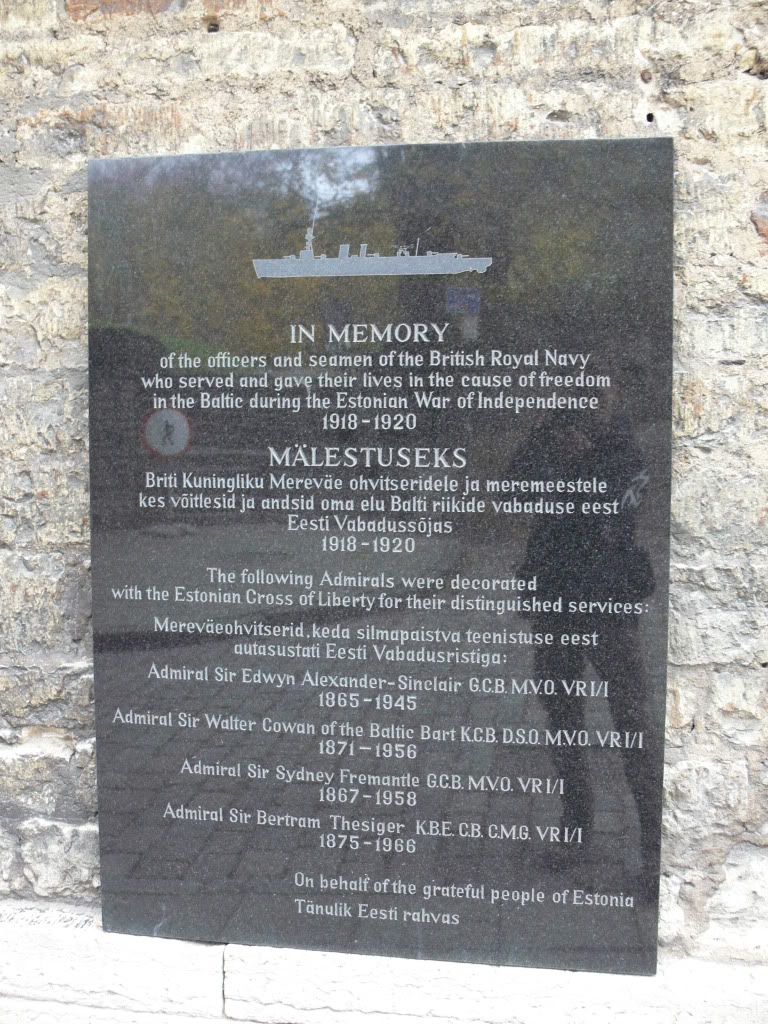 IN MEMORY
of the officers and seamen of the British Royal Navy
who served and gave their lives in the cause of freedom
in the Baltic during the Estonian War of Independence
1918-1920
MÄLESTUSEKS
Briti Kuningliku Mereväe ohvitseridele ja meremeestele
kes võitlesid ja andsid oma elu Balti riikide vabaduse eest
Eesti Vabadussõjas
1918-1920
The following Admirals were decorated
with the Estonian Cross of Liberty for their distinguished services:
Mereväeohvitserid, keda silmapaistva teenistuse eest
autasustati Eesti Vabadusristiga:
Admiral Sir Edwyn Alexander-Sinclair G.C.B. M.V.O. VR I/I
1865-1945
Admiral Sir Walter Cowan of the Baltic Bart K.C.B. D.S.O. M.V.O. VR I/I
1871-1956
Admiral Sir Sydney Fremantle G.C.B. M.V.O. VR I/I
1867-1958
Admiral Sir Bertram Thesiger K.B.E. C.B. C.M.G. VR I/I
1875-1966
On behalf of the grateful people of Estonia
Tänulik Eesti rahvas